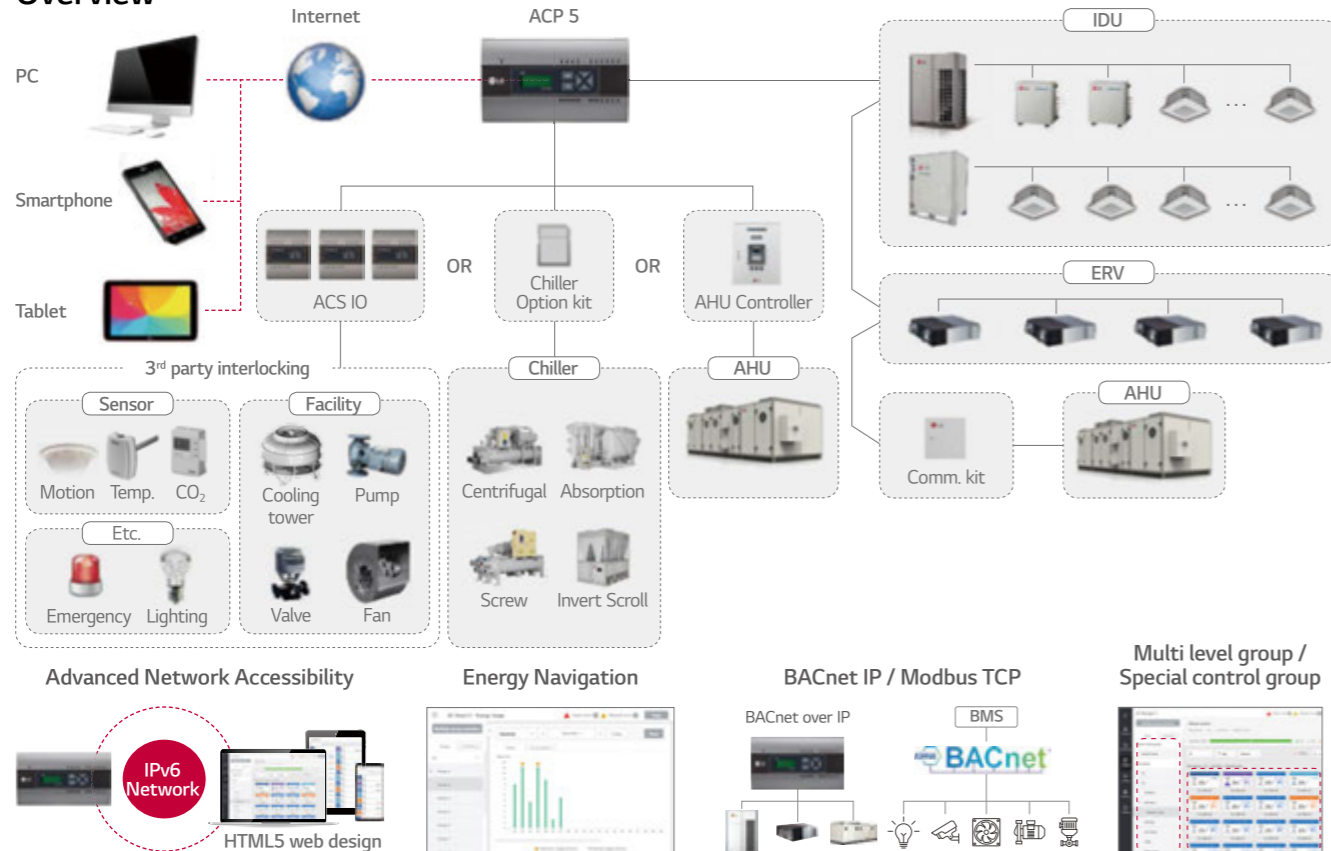 Overview
Internet
ACP 5
IDU
PC
Smartphone
Tablet
ACS IO
OR
Chiller
Option kit
OR
AHU Controller
ERV
3rd party interlocking
Sensor
Motion
Temp.
CO₂
Etc.
Emergency
Lighting
Facility
Cooling
tower
Pump
Valve
Fan
Chiller
Centrifugal
Absorption
Screw
Invert Scroll
AHU
Comm. kit
AHU
Advanced Network Accessibility
IPv6
Network
HTML5 web design
Energy Navigation
BACnet IP / Modbus TCP
BACnet over IP
BMS
BACnet
Multi level group /
Special control group